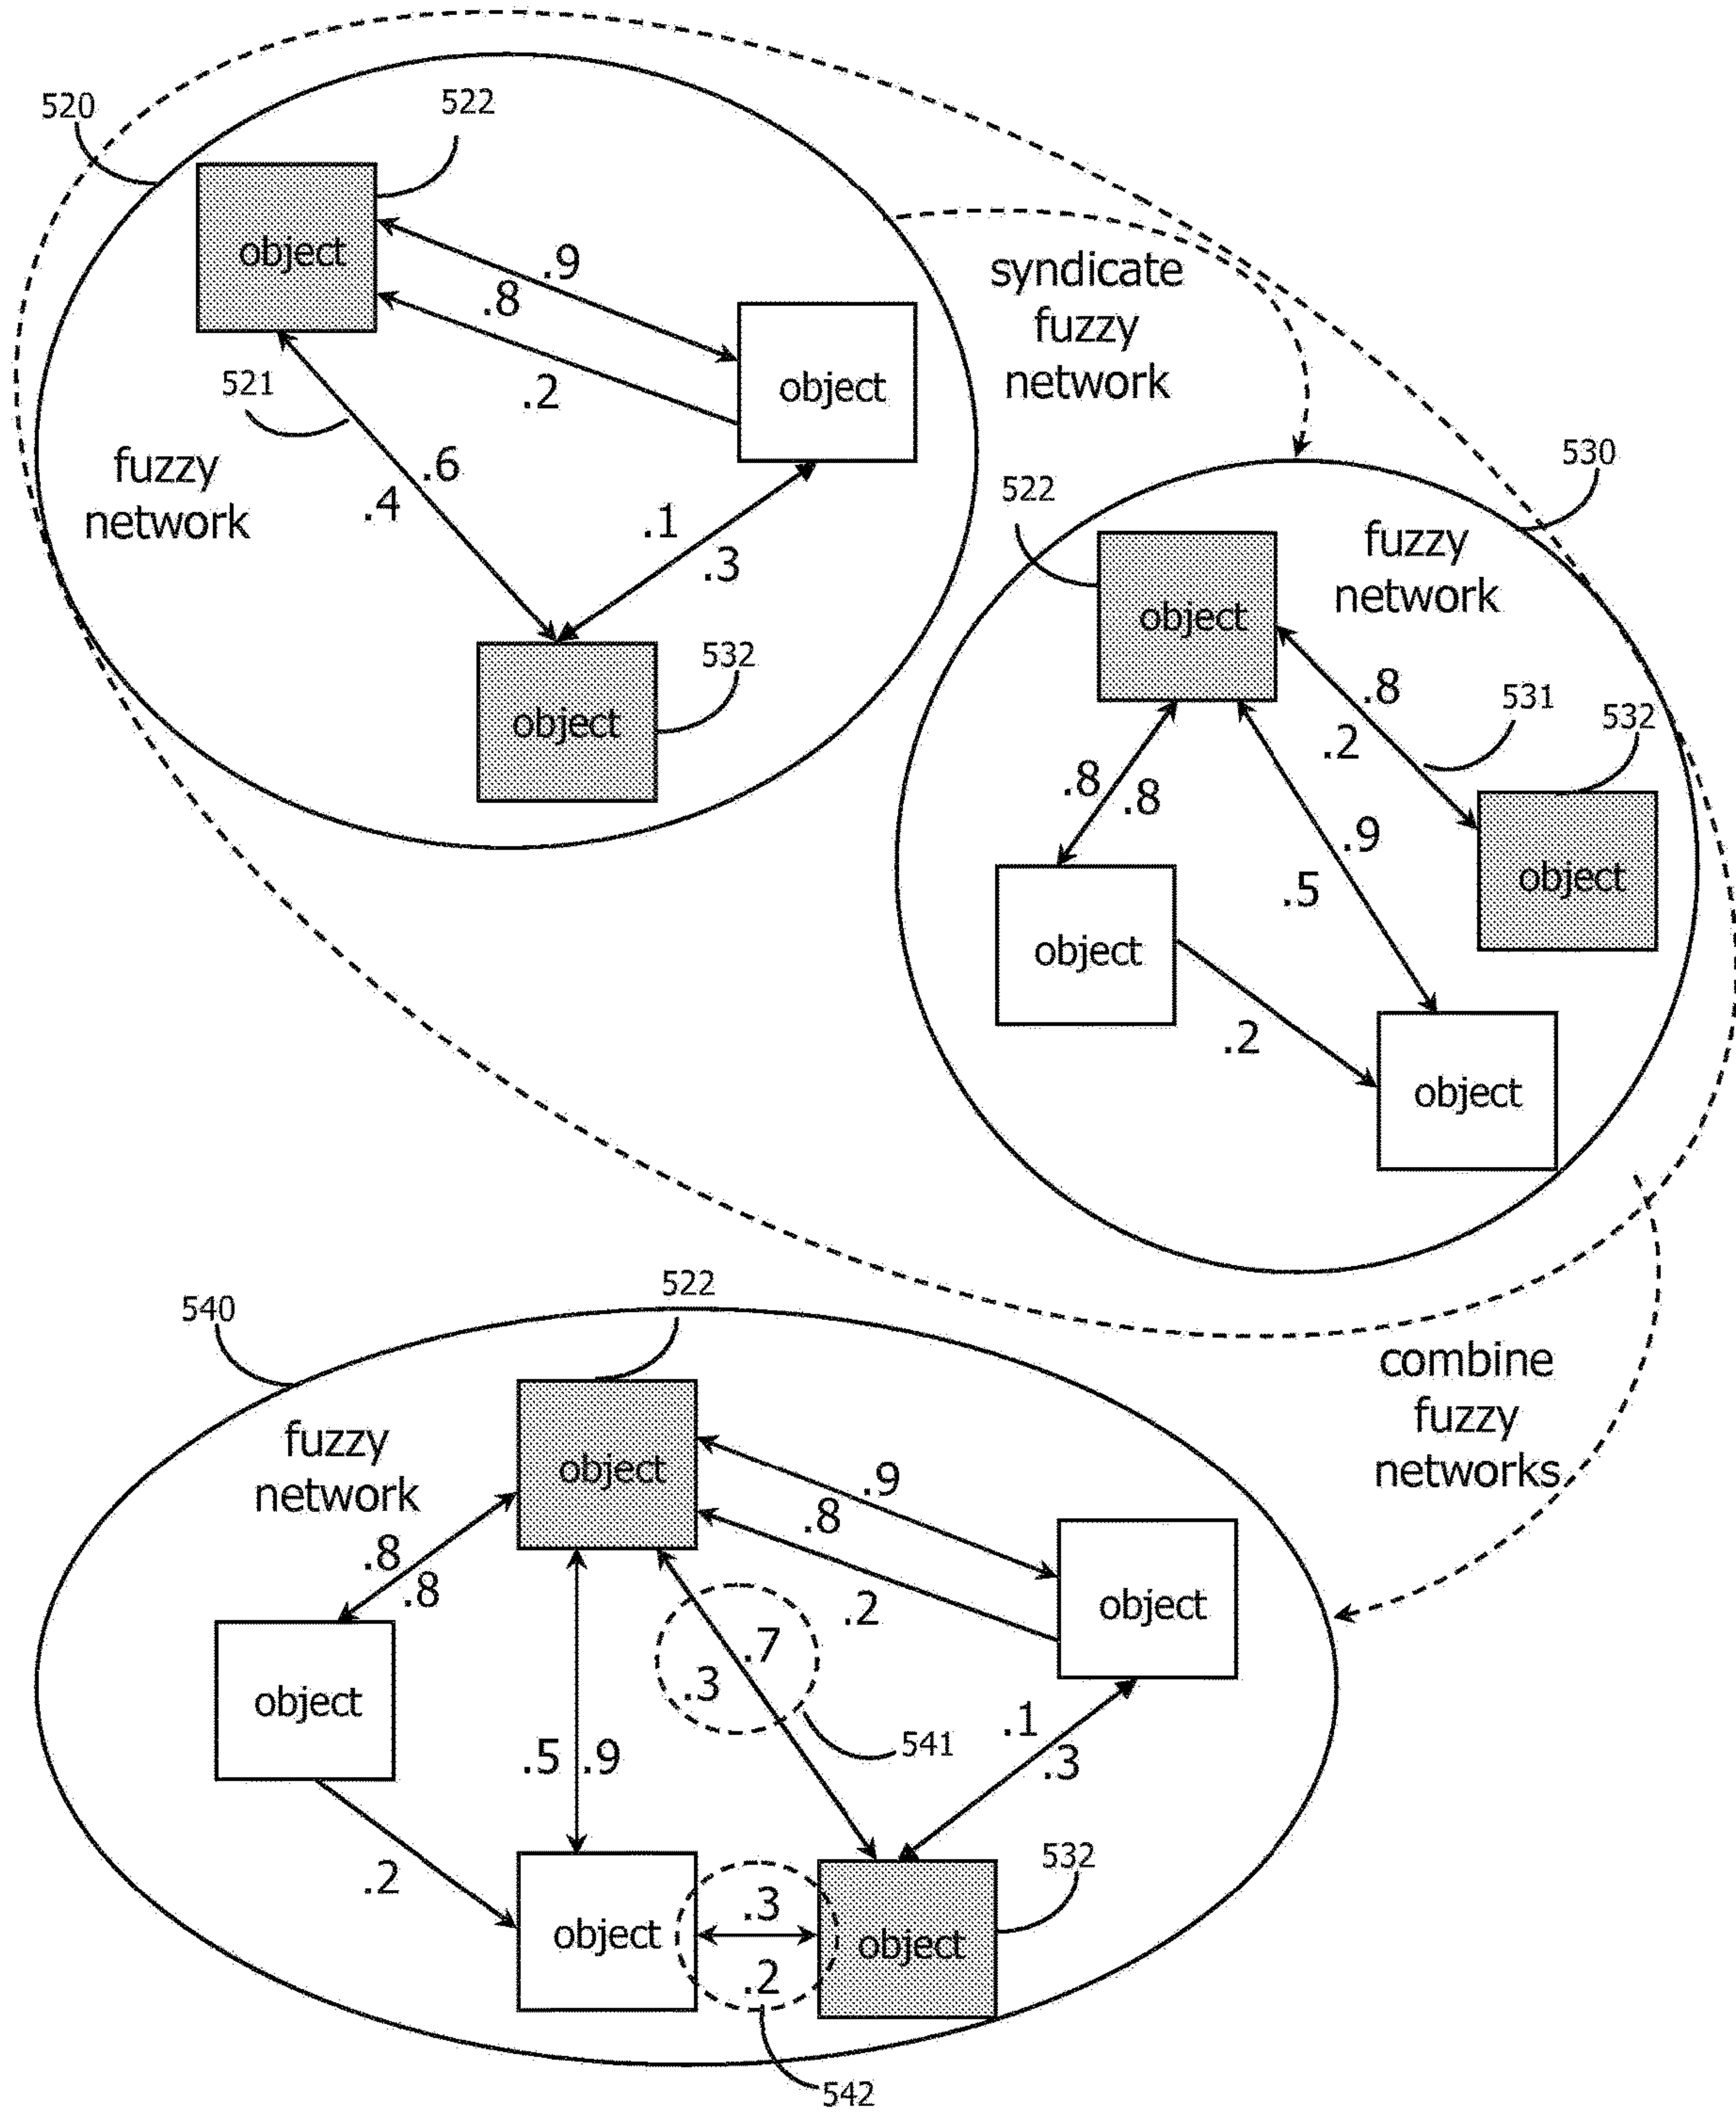 520
522
object
.9
.8
syndicate
fuzzy
network
object
521
.2
fuzzy
network
.6
.4
.1
.3
530
522
fuzzy
network
object
532
object
.8
531
532
.2
.8
.8
.9
.5
object
object
.2
object
522
540
combine
fuzzy
networks
fuzzy
network
object
.9
.8
.8
.8
.2
object
.7
.3
object
541
.1
.3
.5
.9
.2
532
.3
object
object
.2
542